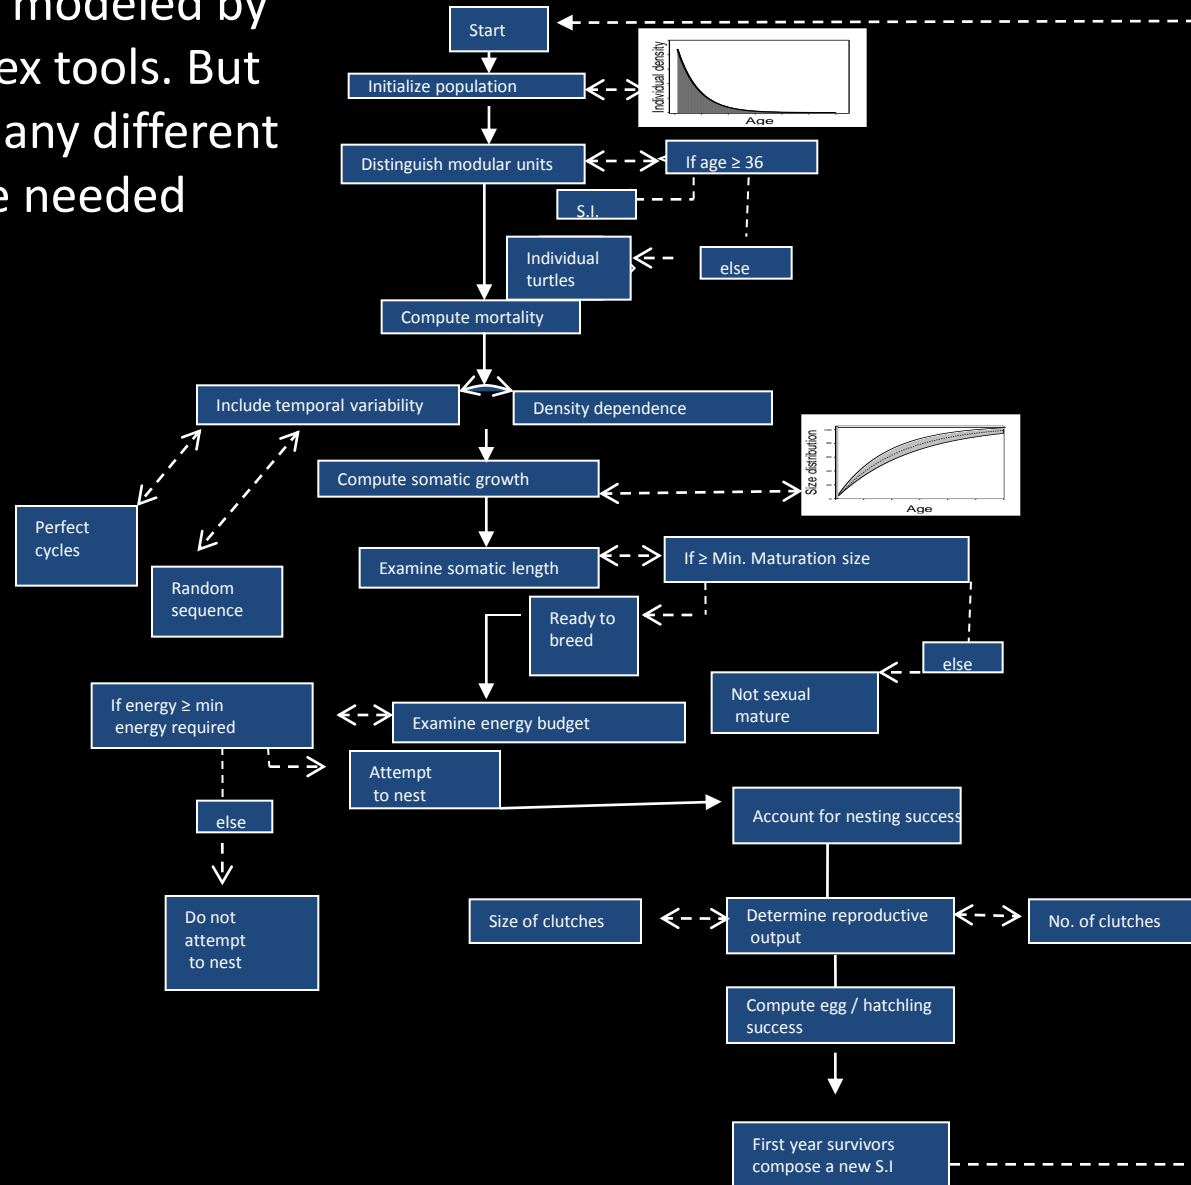 modeled by
ex tools. But
any different
e needed
Start
Initialize population
Individual density
Age
Distinguish modular units
If age ≥ 36
S.I.
Individual
turtles
else
Compute mortality
Include temporal variability
Density dependence
Compute somatic growth
Size distribution
Age
Perfect
cycles
Random
sequence
Examine somatic length
If ≥ Min. Maturation size
Ready to
breed
else
Not sexual
mature
If energy ≥ min
energy required
Examine energy budget
Attempt
to nest
else
Account for nesting success
Do not
attempt
to nest
Size of clutches
Determine reproductive
output
No. of clutches
Compute egg / hatchling
success
First year survivors
compose a new S.I